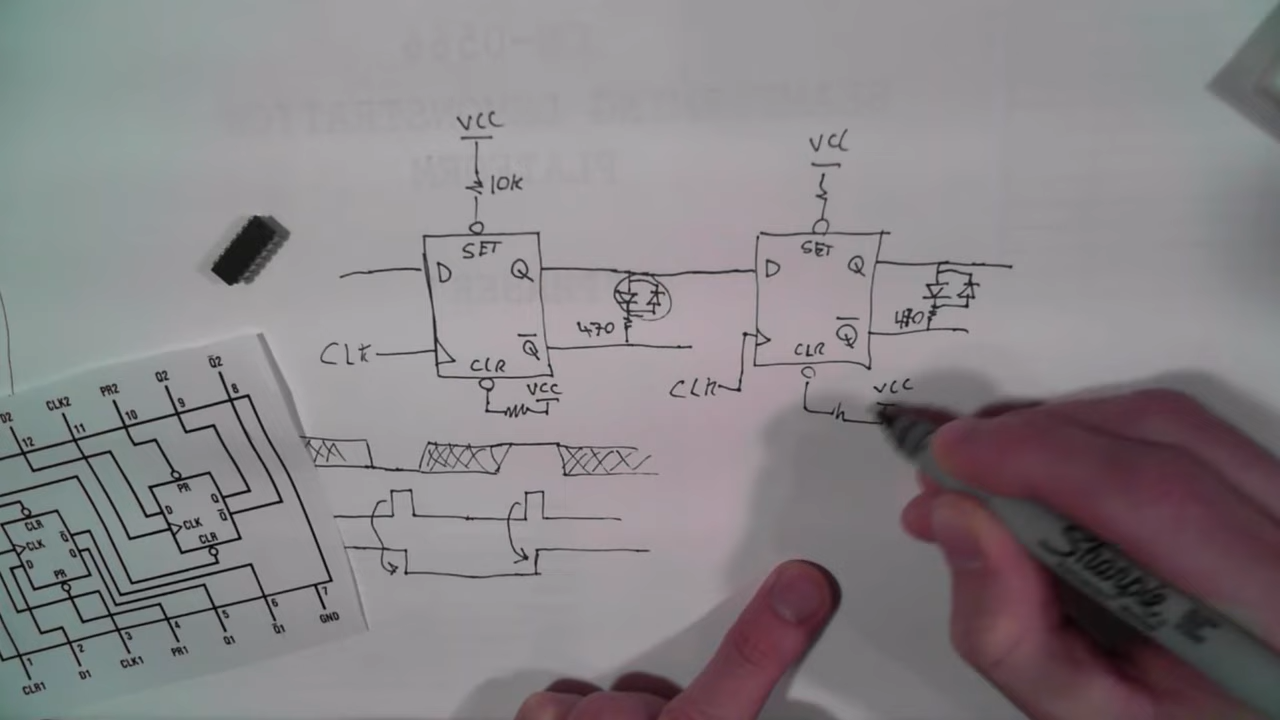 VCC
10K
SET
D
Q
CLK
Q̅
CLR
VCC
470
VCC
SET
D
Q
470
Q̅
CLR
CLK
VCC
D2
CLK2
PR2
Q2
Q̅2
12
11
10
9
8
PR
D
Q
CLK
Q̅
CLR
CLR
CLK
Q̅
D
Q
PR
1
2
3
4
5
6
7
CLR1
D1
CLK1
PR1
Q1
Q̅1
GND
Sharpie